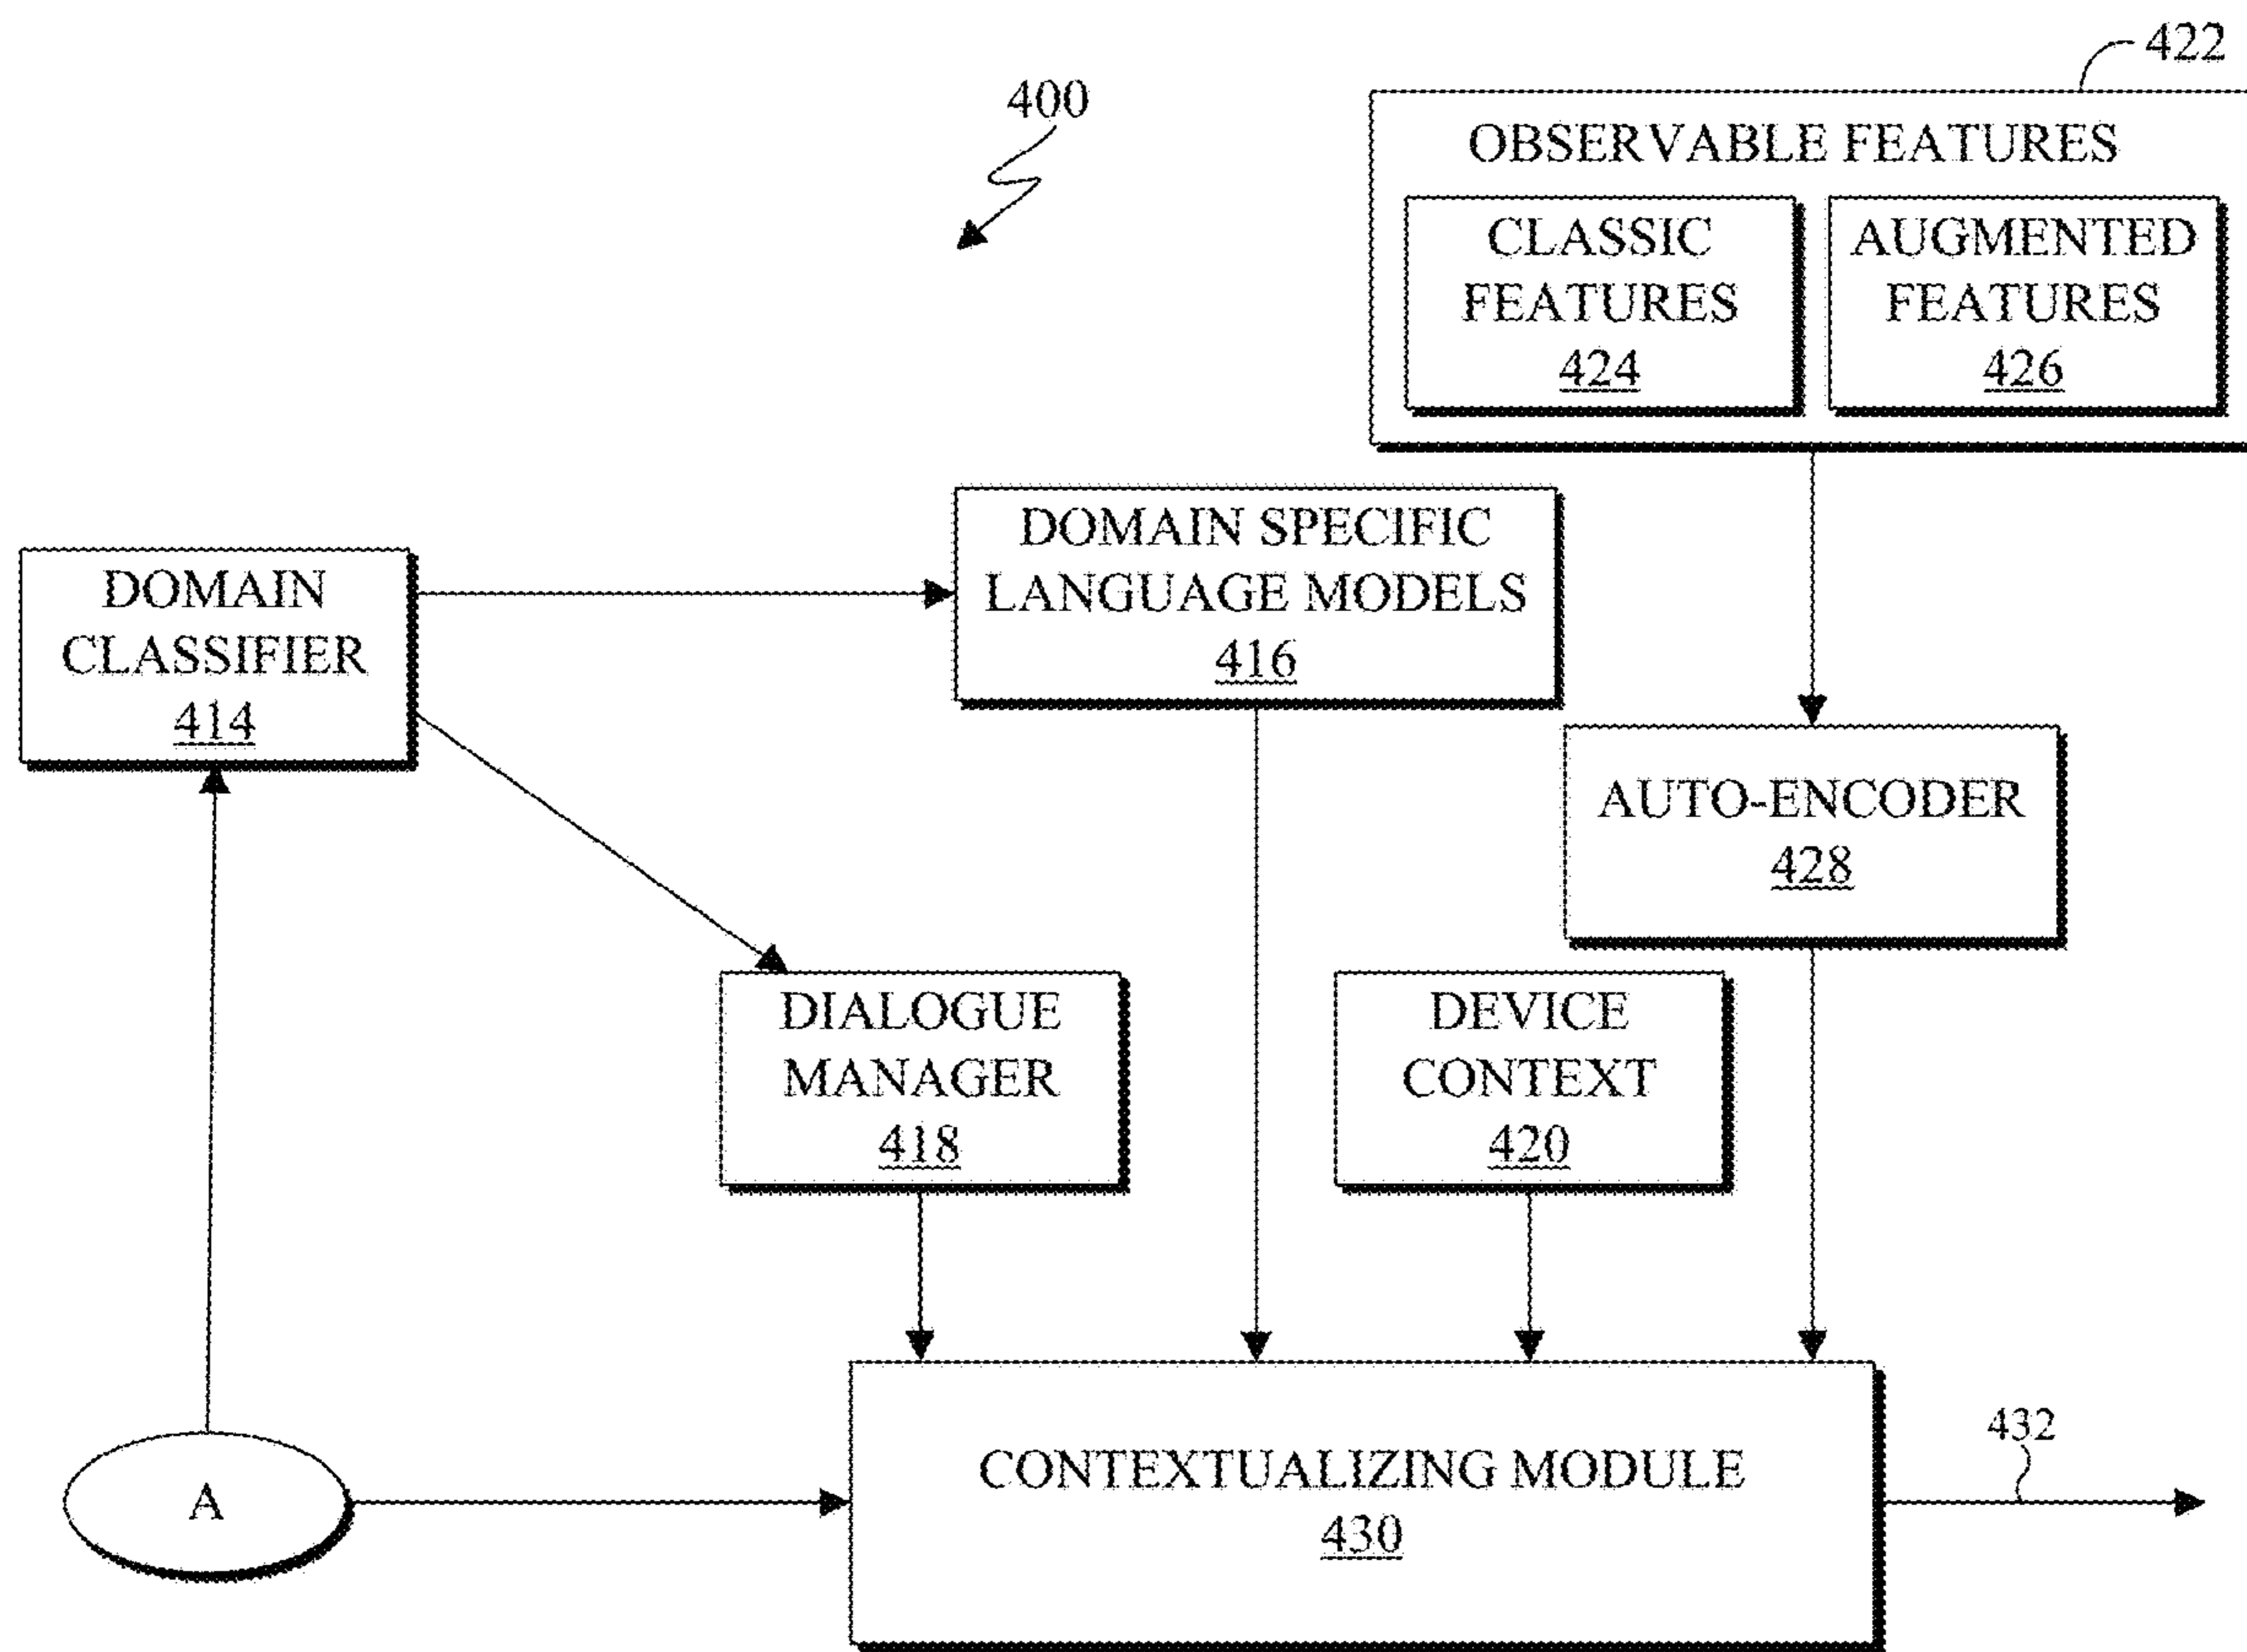 422
400
OBSERVABLE FEATURES
CLASSIC
FEATURES
424
AUGMENTED
FEATURES
426
DOMAIN SPECIFIC
LANGUAGE MODELS
416
DOMAIN
CLASSIFIER
414
AUTO-ENCODER
428
DIALOGUE
MANAGER
418
DEVICE
CONTEXT
420
A
CONTEXTUALIZING MODULE
430
432